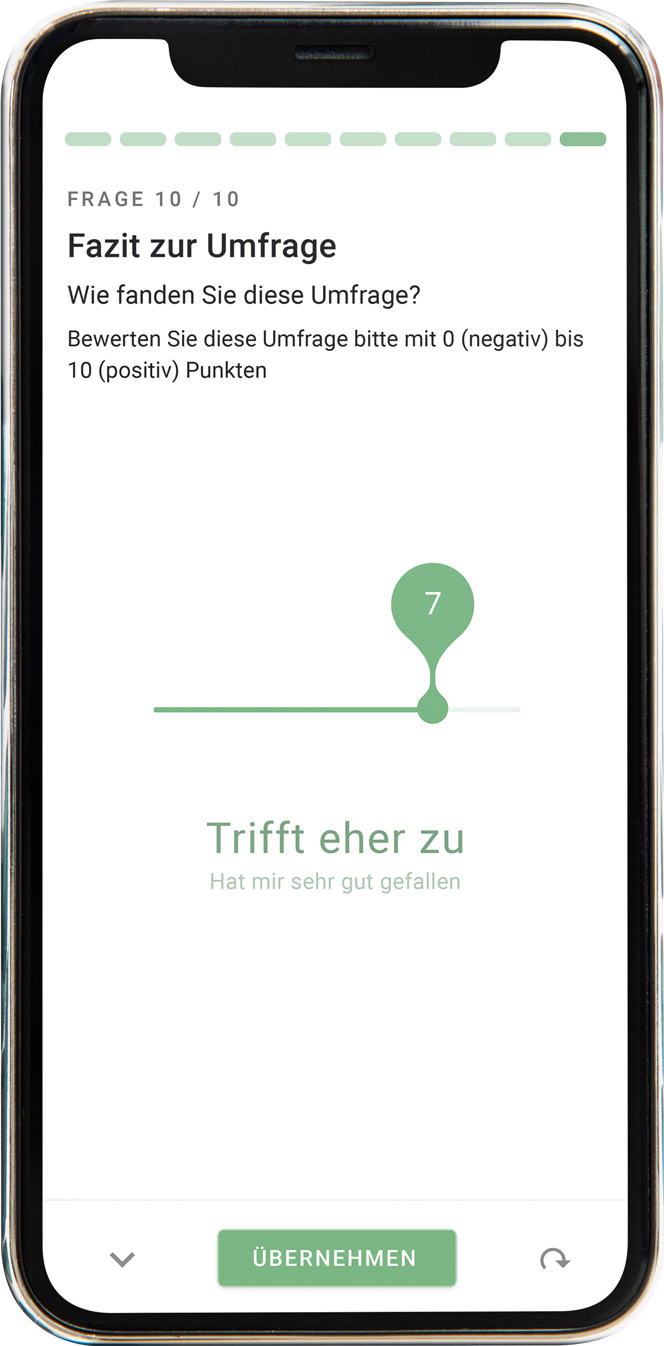 FRAGE 10 / 10
Fazit zur Umfrage
Wie fanden Sie diese Umfrage?
Bewerten Sie diese Umfrage bitte mit 0 (negativ) bis
10 (positiv) Punkten
7
Trifft eher zu
Hat mir sehr gut gefallen
ÜBERNEHMEN